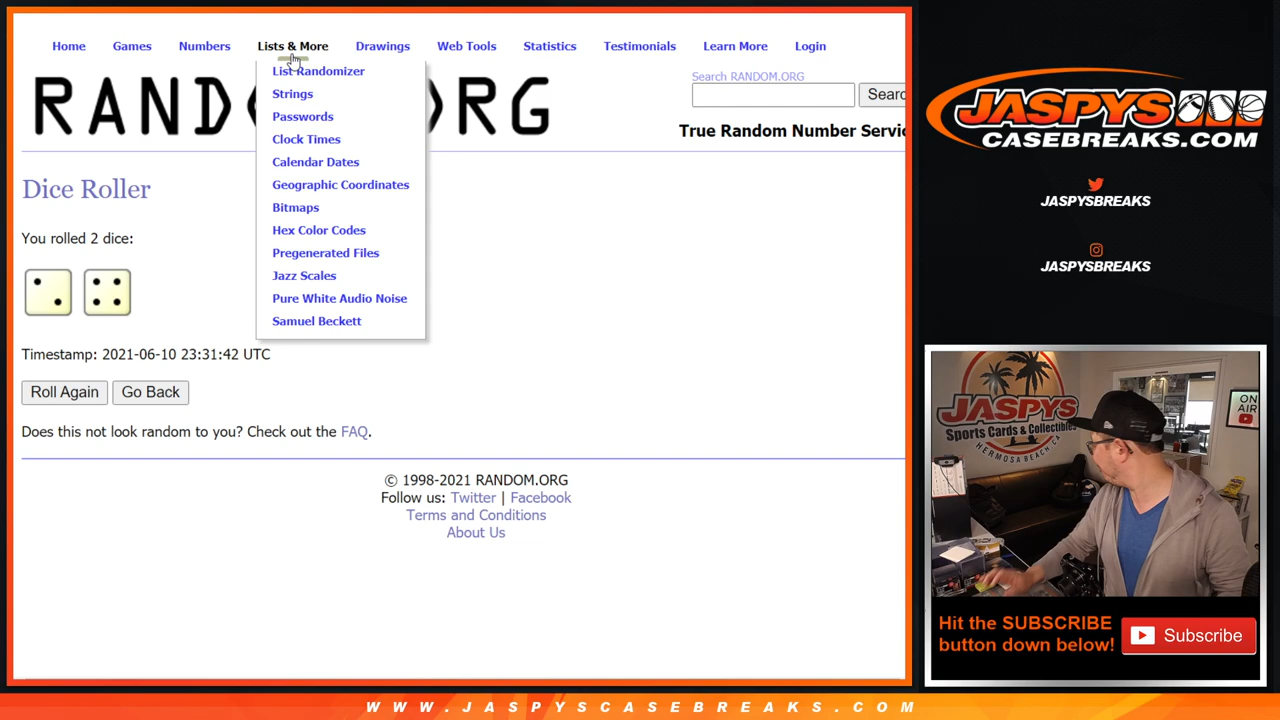 Home Games Numbers Lists & More Drawings Web Tools Statistics Testimonials Learn More Login
List Randomizer
Strings
Passwords
Clock Times
Calendar Dates
Geographic Coordinates
Bitmaps
Hex Color Codes
Pregenerated Files
Jazz Scales
Pure White Audio Noise
Samuel Beckett
RAND ORG
Search RANDOM.ORG
Searc
True Random Number Servic
Dice Roller
You rolled 2 dice:
Timestamp: 2021-06-10 23:31:42 UTC
Roll Again Go Back
Does this not look random to you? Check out the FAQ.
© 1998-2021 RANDOM.ORG
Follow us: Twitter | Facebook
Terms and Conditions
About Us
JASPYS
CASEBREAKS.COM
JASPYSBREAKS
JASPYSBREAKS
JASPYS
Sports Cards & Collectibles
HERMOSA BEACH CA
ON
AIR
Hit the SUBSCRIBE
button down below!
Subscribe
WWW.JASPYSCASEBREAKS.COM